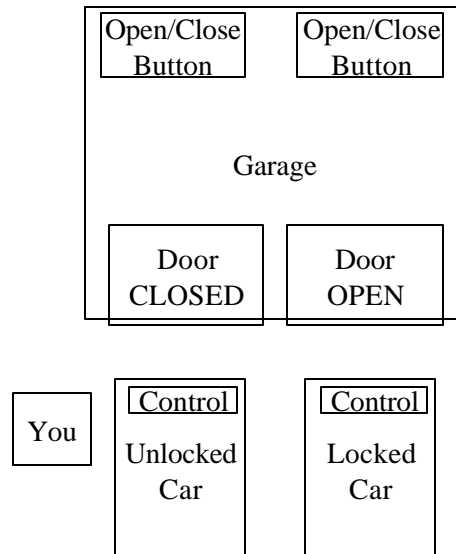 Open/Close
Button
Open/Close
Button
Garage
Door
CLOSED
Door
OPEN
You
Control
Unlocked
Car
Control
Locked
Car